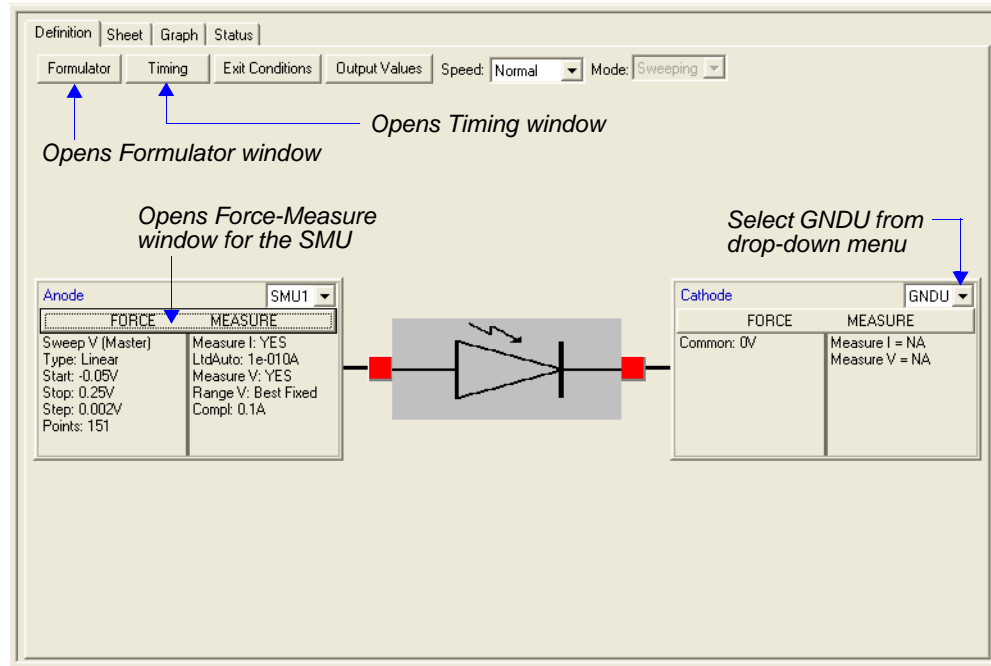 Definition Sheet Graph Status
Formulator Timing Exit Conditions Output Values Speed: Normal Mode: Sweeping
Opens Timing window
Opens Formulator window
Opens Force-Measure
window for the SMU
Select GNDU from
drop-down menu
Anode SMU1
FORCE MEASURE
Sweep V (Master)
Type: Linear
Start: -0.05V
Stop: 0.25V
Step: 0.002V
Points: 151
Measure I: YES
LtdAuto: 1e-010A
Measure V: YES
Range V: Best Fixed
Compl: 0.1A
Cathode GNDU
FORCE MEASURE
Common: 0V
Measure I = NA
Measure V = NA